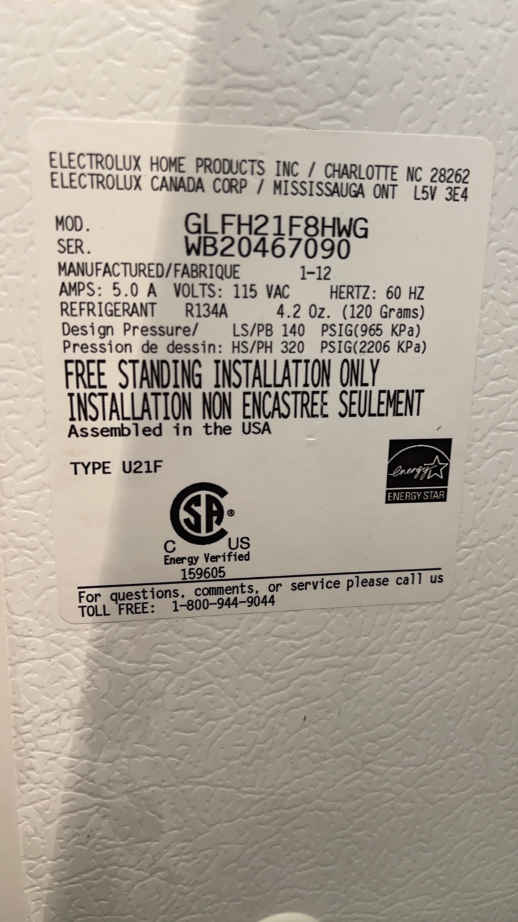 ELECTROLUX HOME PRODUCTS INC / CHARLOTTE NC 28262
ELECTROLUX CANADA CORP / MISSISSAUGA ONT L5V 3E4
MOD. GLFH21F8HWG
SER. WB20467090
MANUFACTURED/FABRIQUE 1-12
AMPS: 5.0 A VOLTS: 115 VAC HERTZ: 60 HZ
REFRIGERANT R134A 4.2 Oz. (120 Grams)
Design Pressure/ LS/PB 140 PSIG(965 KPa)
Pression de dessin: HS/PH 320 PSIG(2206 KPa)
FREE STANDING INSTALLATION ONLY
INSTALLATION NON ENCASTREE SEULEMENT
Assembled in the USA
TYPE U21F
energy
ENERGY STAR
SA ®
C US
Energy Verified
159605
For questions, comments, or service please call us
TOLL FREE: 1-800-944-9044